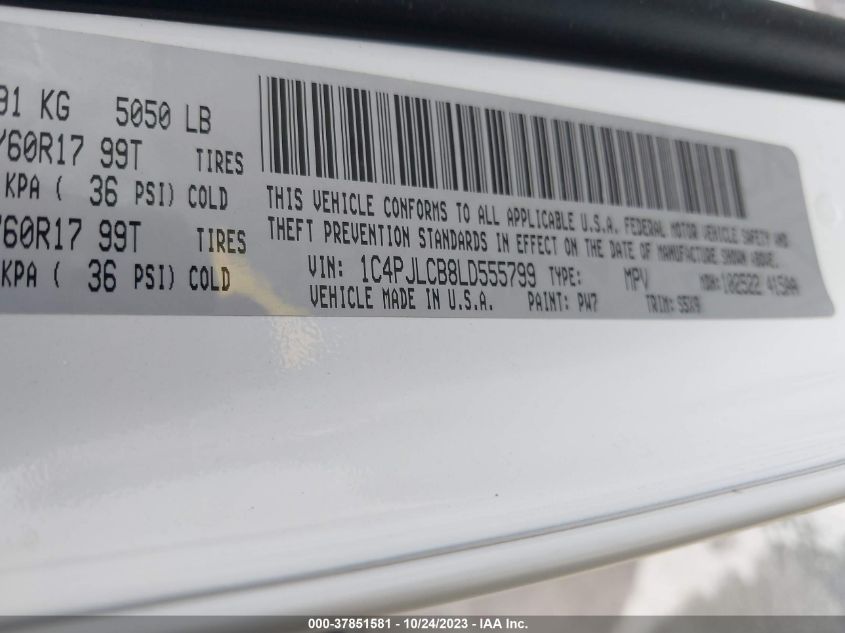 91 KG 5050 LB
/60R17 99T TIRES
KPA ( 36 PSI) COLD
/60R17 99T TIRES
KPA ( 36 PSI) COLD
THIS VEHICLE CONFORMS TO ALL APPLICABLE U.S.A. FEDERAL MOTOR VEHICLE SAFETY AND
THEFT PREVENTION STANDARDS IN EFFECT ON THE DATE OF MANUFACTURE SHOWN ABOVE.
VIN: 1C4PJLCB8LD555799 TYPE: MPV
VEHICLE MADE IN U.S.A. PAINT: PW7 TRIM:
000-37851581 - 10/24/2023 - IAA Inc.